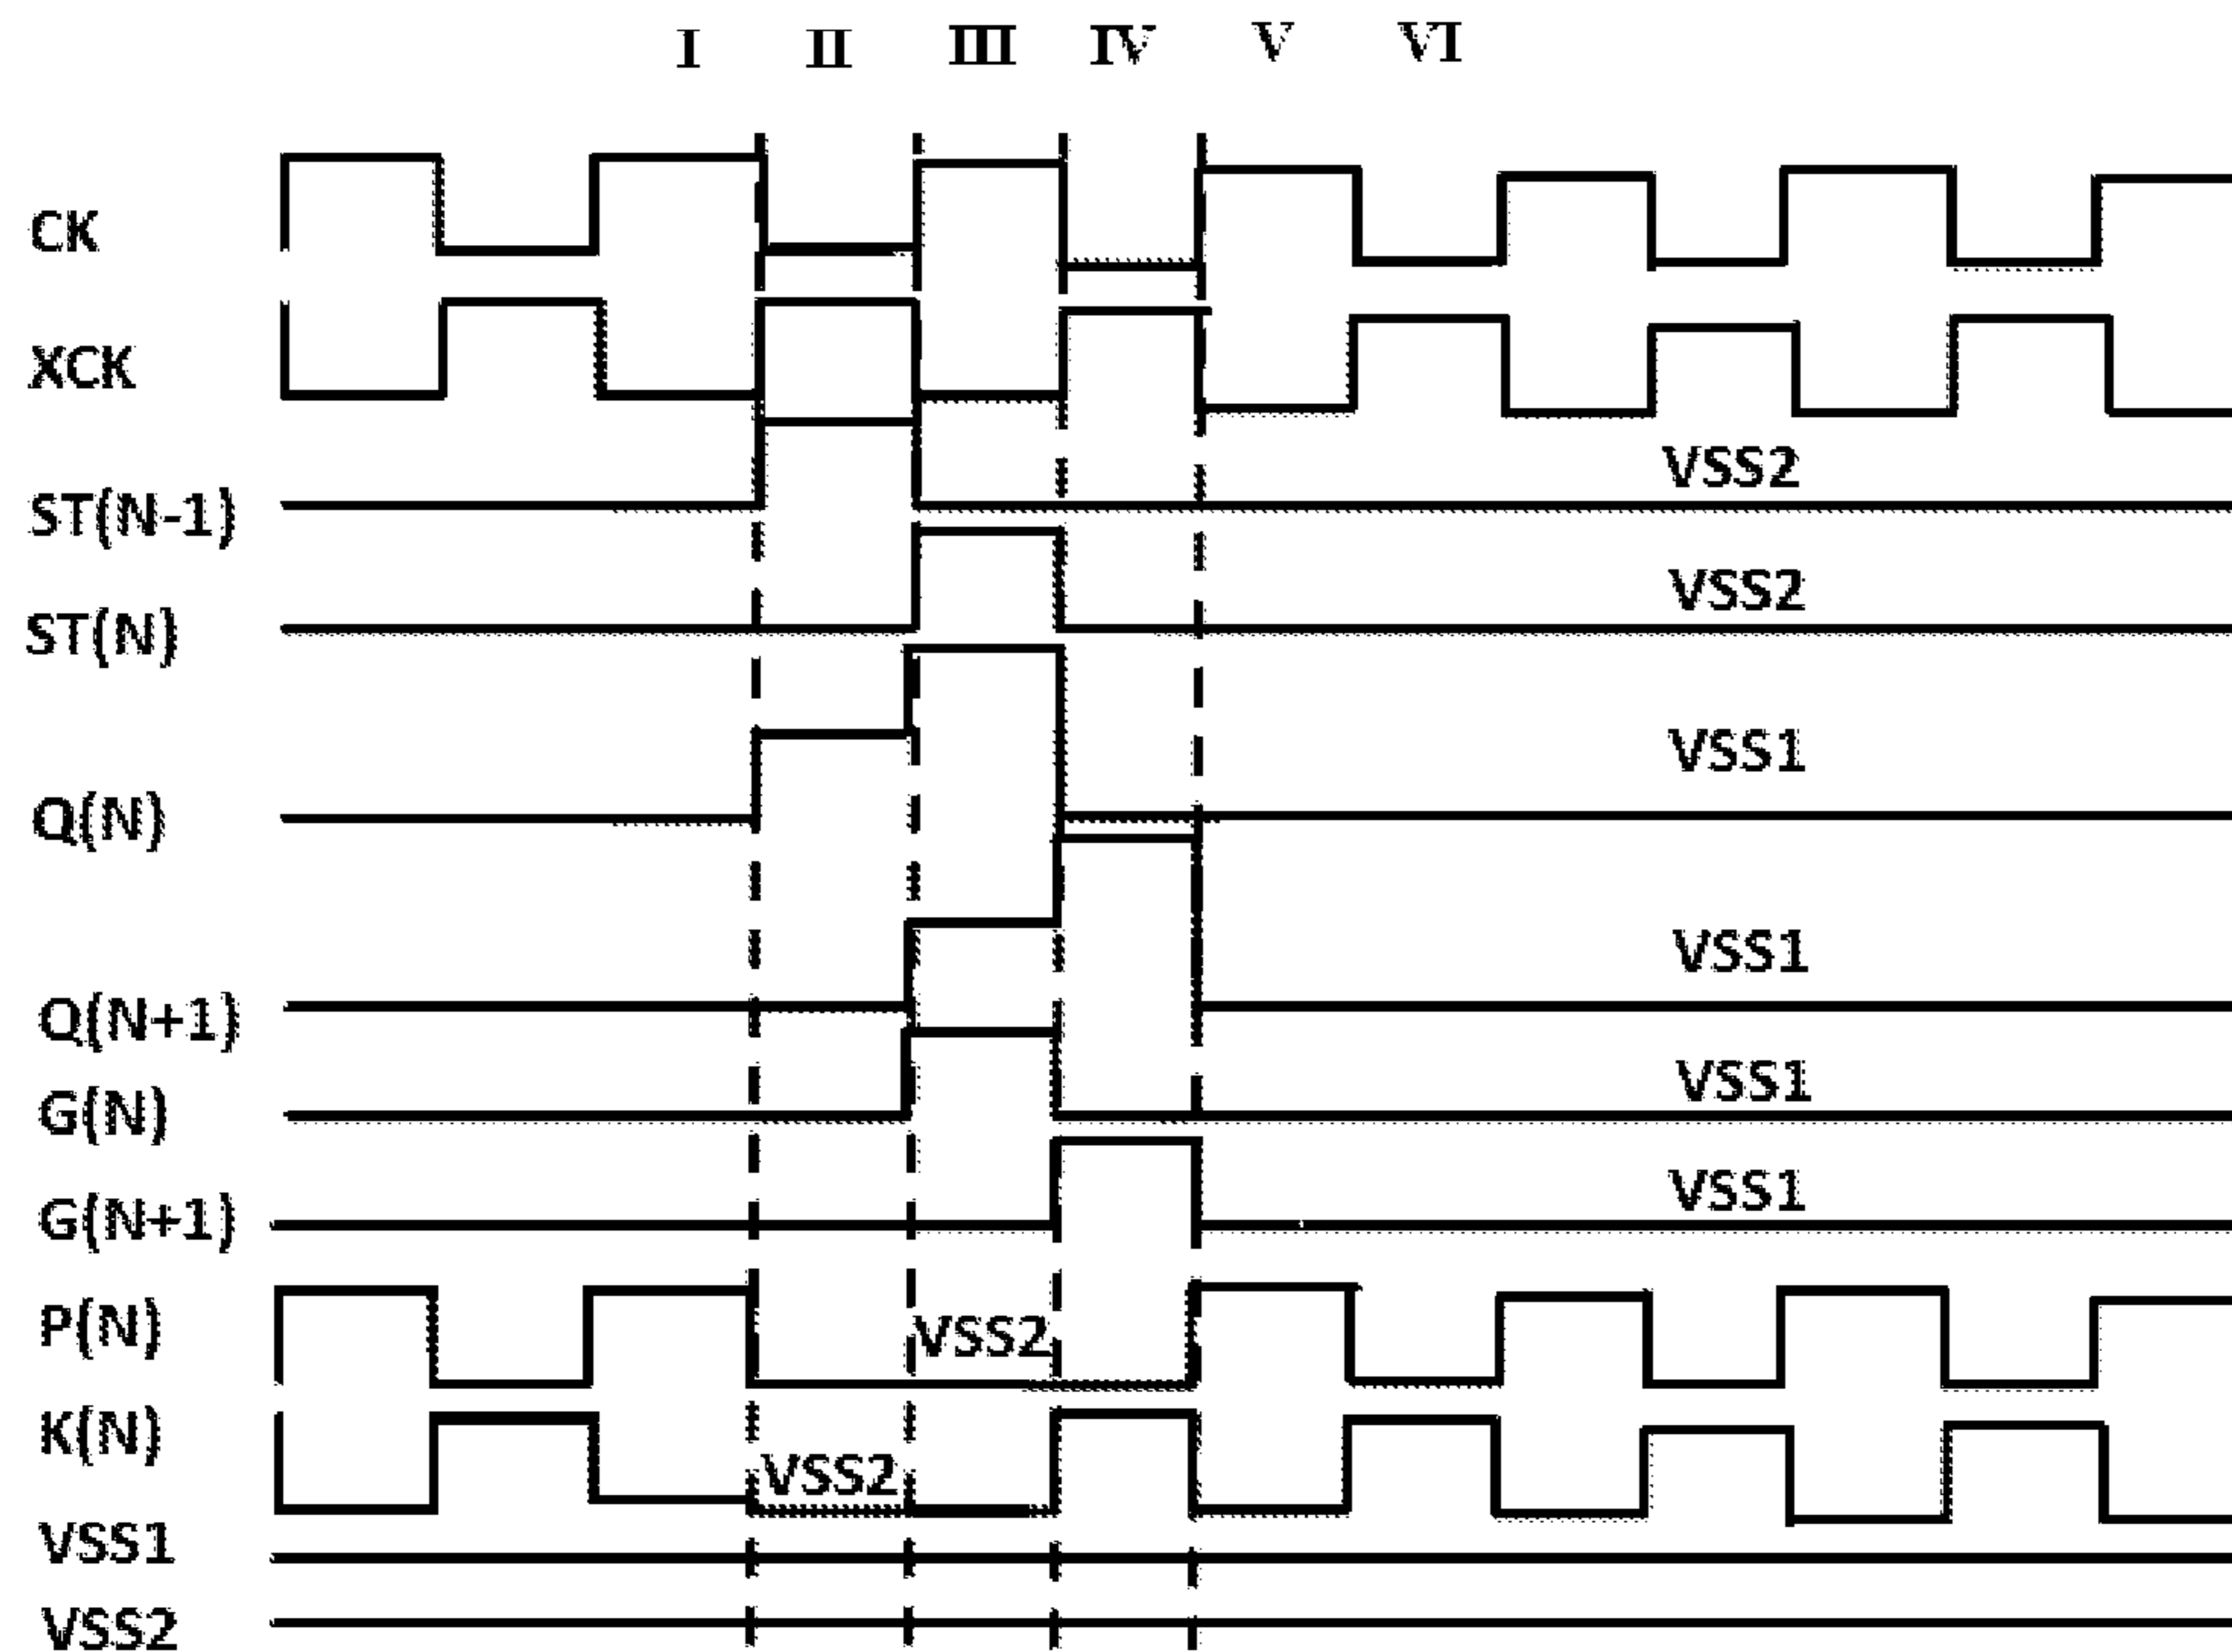 I II III IV V VI
CK
XCK
VSS2
ST(N-1)
VSS2
ST(N)
VSS1
Q(N)
VSS1
Q(N+1)
VSS1
G(N)
VSS1
G(N+1)
P(N) VSS2
K(N)
VSS2
VSS1
VSS2